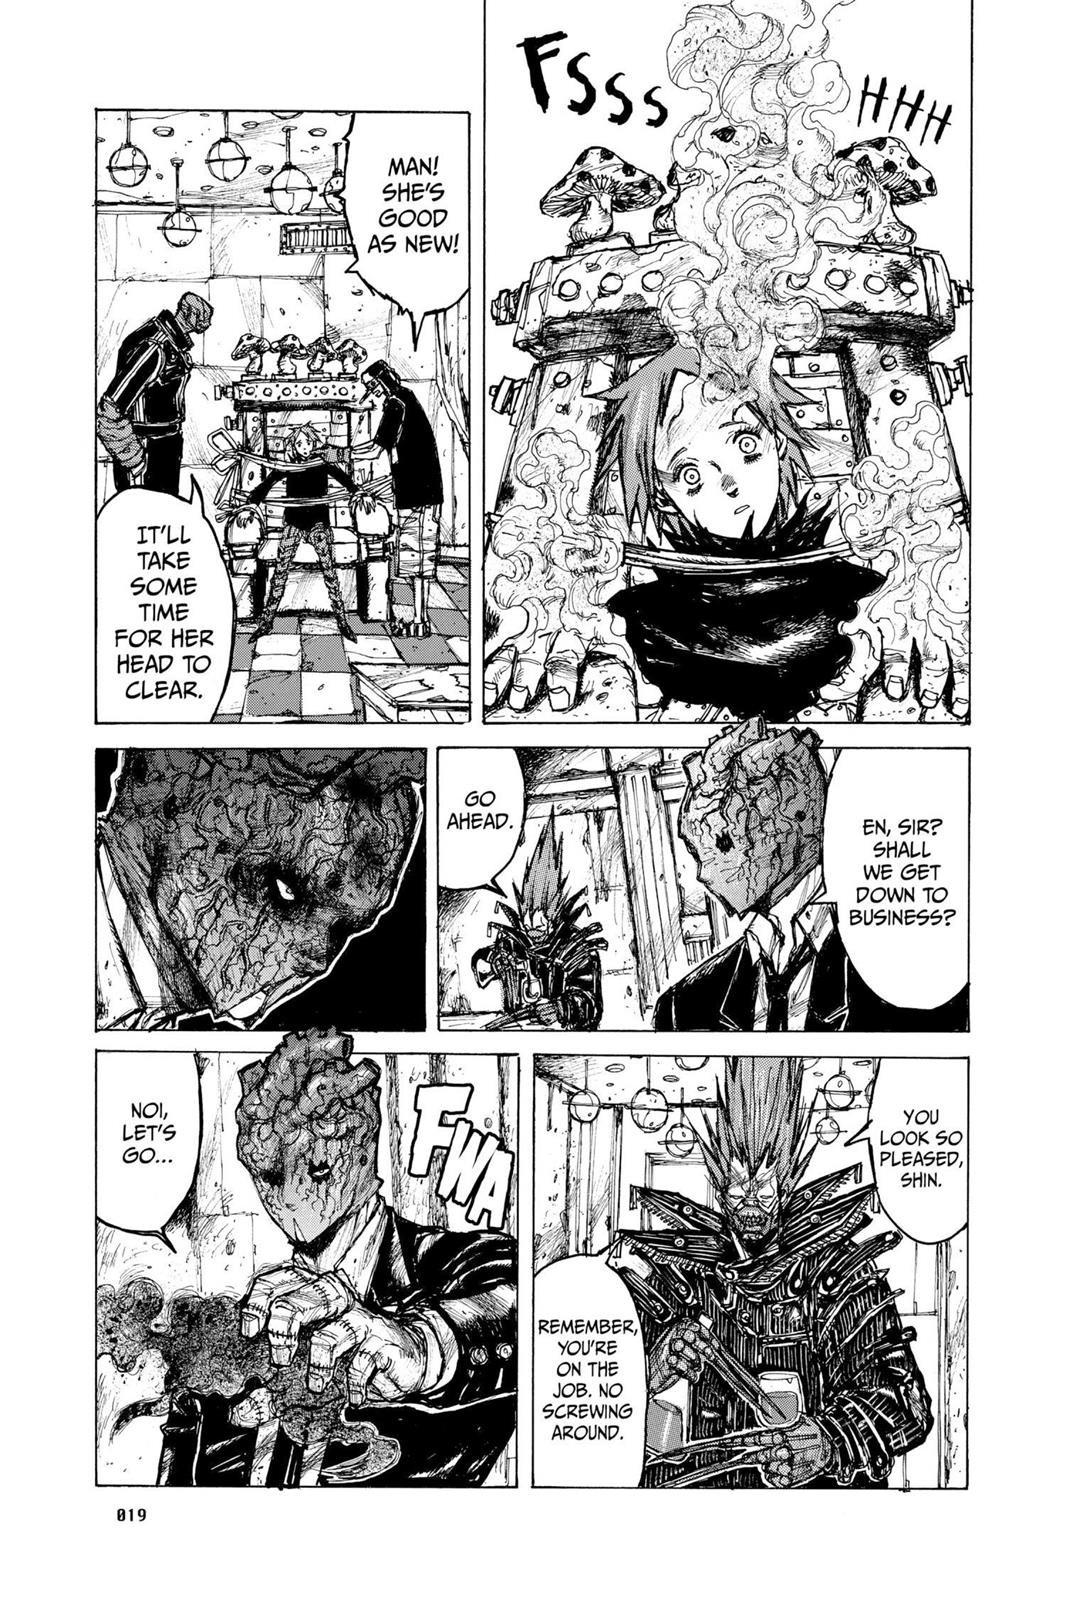 FSSS
HHH
MAN!
SHE'S
GOOD
AS NEW!
IT'LL
TAKE
SOME
TIME
FOR HER
HEAD TO
CLEAR.
EN, SIR?
SHALL
WE GET
DOWN TO
BUSINESS?
GO
AHEAD.
YOU
LOOK SO
PLEASED,
SHIN.
REMEMBER,
YOU'RE
ON THE
JOB. NO
SCREWING
AROUND.
FWA
NOI,
LET'S
GO...
019